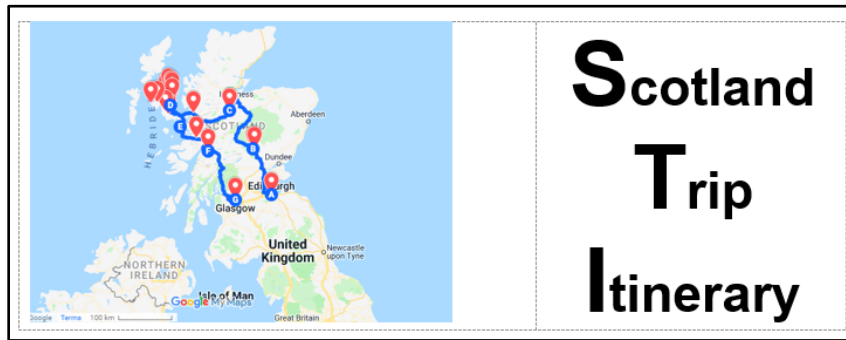 Inverness
D
C
SCOTLAND
Aberdeen
E
HEBRIDES
F
B
Dundee
Edinburgh
A
G
Glasgow
United
Kingdom
Newcastle
upon Tyne
NORTHERN
IRELAND
Isle of Man
Google My Maps
Google
Terms
100 km
Great Britain
Scotland
Trip
Itinerary